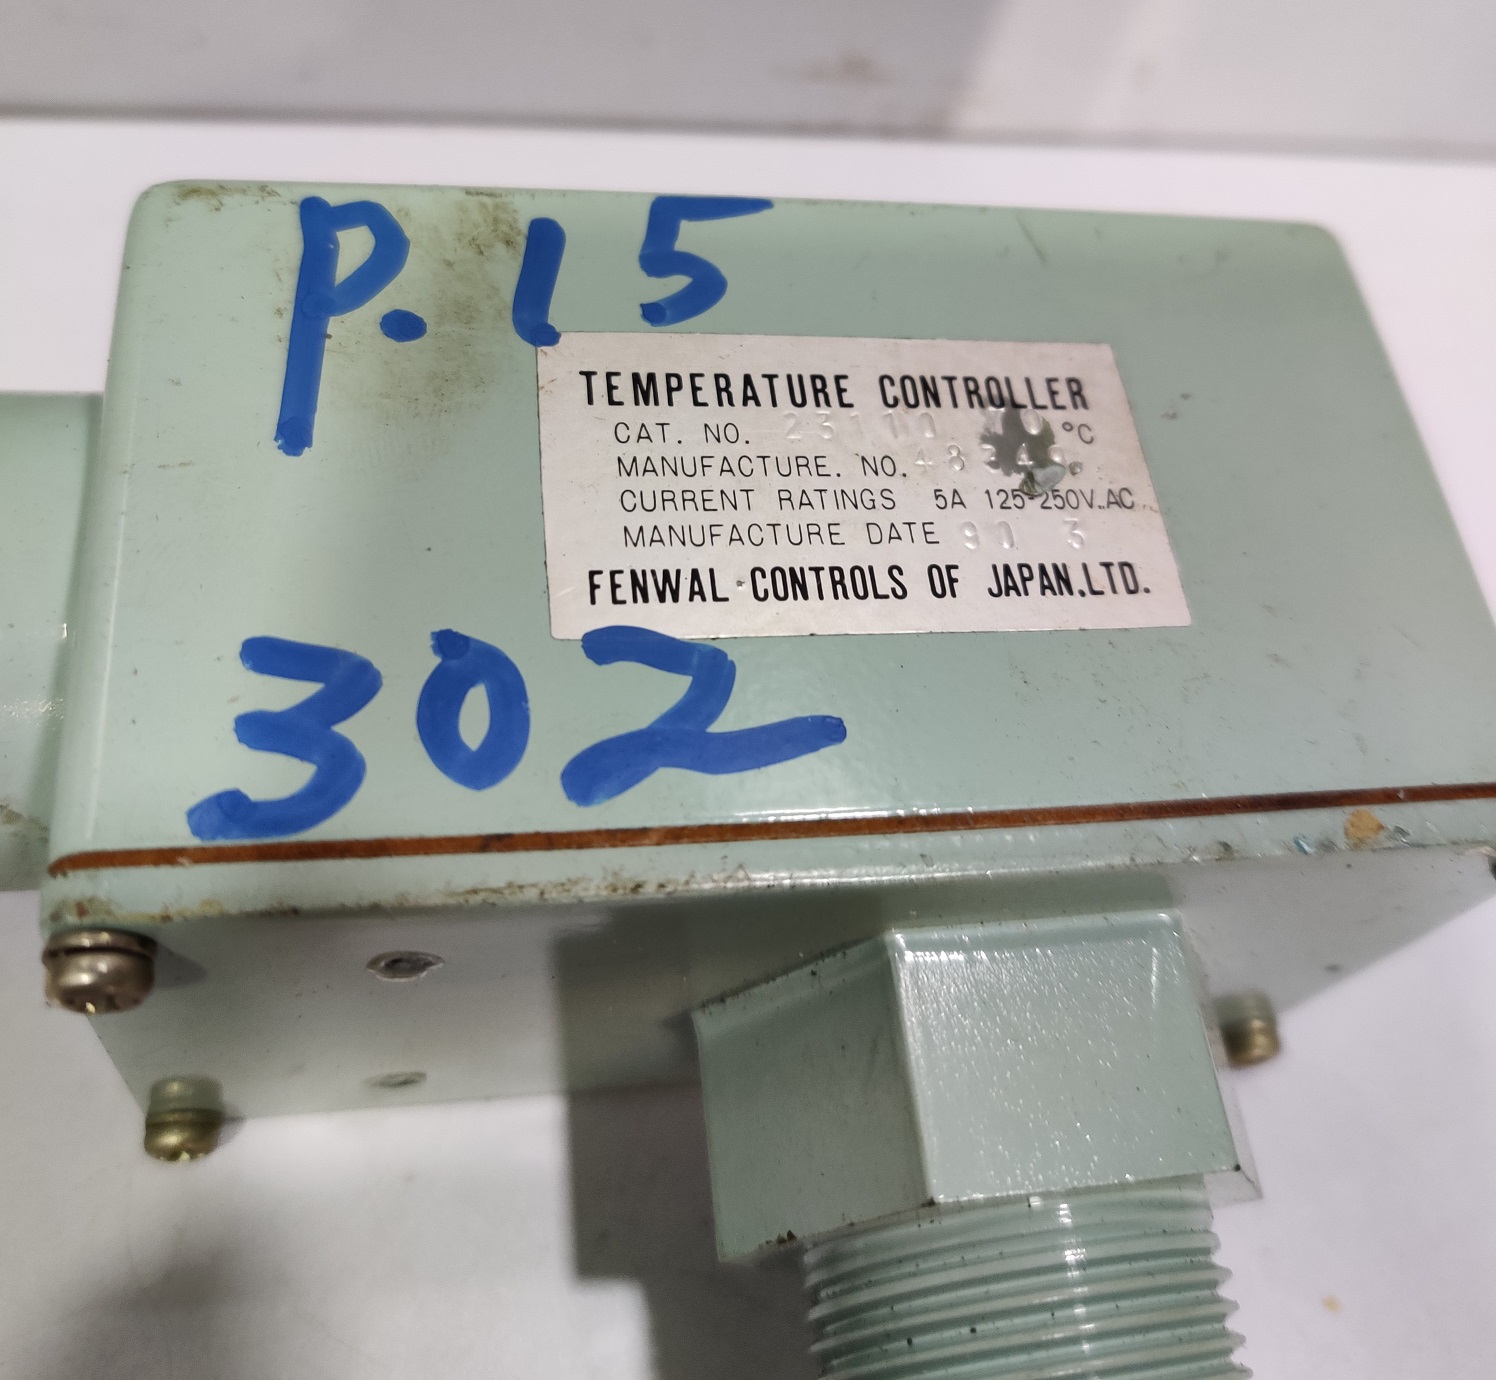 P.15
TEMPERATURE CONTROLLER
CAT. NO. 23110 °C
MANUFACTURE. NO.
CURRENT RATINGS 5A 125-250V.AC
MANUFACTURE DATE 90 3
FENWAL CONTROLS OF JAPAN.LTD.
302